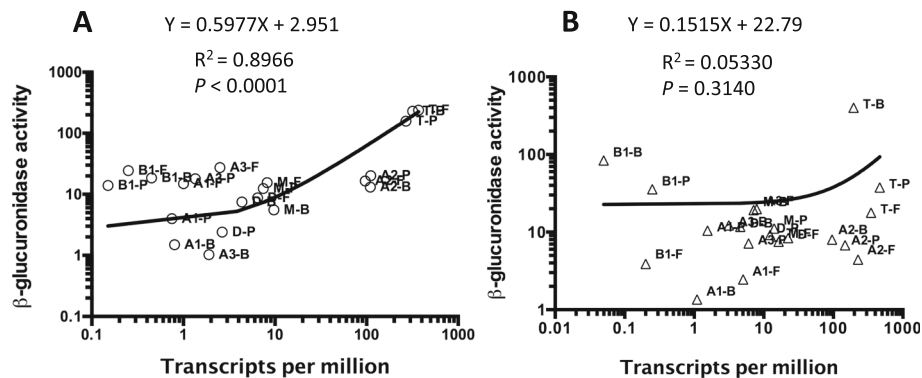 A
Y = 0.5977X + 2.951
R² = 0.8966
P < 0.0001
β-glucuronidase activity
1000
100
10
1
0.1
0.1
1
10
100
1000
Transcripts per million
B1-P
B1-F
B1-B
A3-P
A3-F
A1-F
A1-P
A1-B
D-P
A3-B
M-F
M-B
A2-P
A2-B
T-B
T-F
T-P
B
Y = 0.1515X + 22.79
R² = 0.05330
P = 0.3140
β-glucuronidase activity
1000
100
10
1
0.01
0.1
1
10
100
1000
Transcripts per million
B1-B
B1-P
B1-F
A1-B
A1-F
A3-B
A3-P
M-B
D-B
M-P
D-F
A2-B
A2-P
A2-F
T-B
T-P
T-F